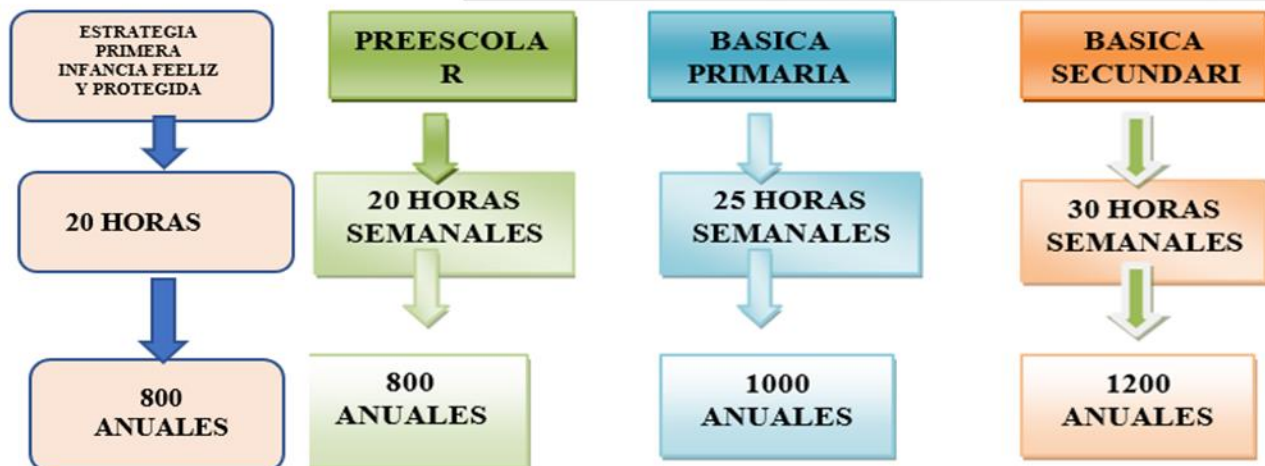 ESTRATEGIA
PRIMERA
INFANCIA FEELIZ
Y PROTEGIDA
20 HORAS
800
ANUALES
PREESCOLA
R
20 HORAS
SEMANALES
800
ANUALES
BASICA
PRIMARIA
25 HORAS
SEMANALES
1000
ANUALES
BASICA
SECUNDARI
30 HORAS
SEMANALES
1200
ANUALES